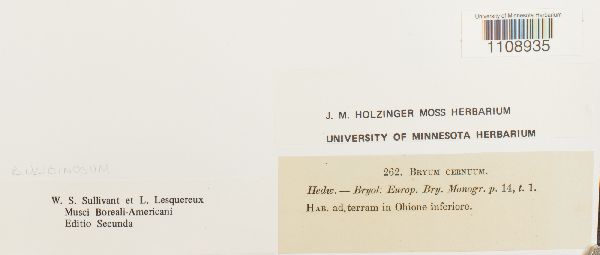 University of Minnesota Herbarium
1108935
J. M. HOLZINGER MOSS HERBARIUM
UNIVERSITY OF MINNESOTA HERBARIUM
262. BRYUM CERNUUM.
Hedw. — Bryol. Europ. Bry. Monogr. p. 14, t. 1.
HAB. ad terram in Ohione inferiore.
W. S. Sullivant et L. Lesquereux
Musci Boreali-Americani
Editio Secunda